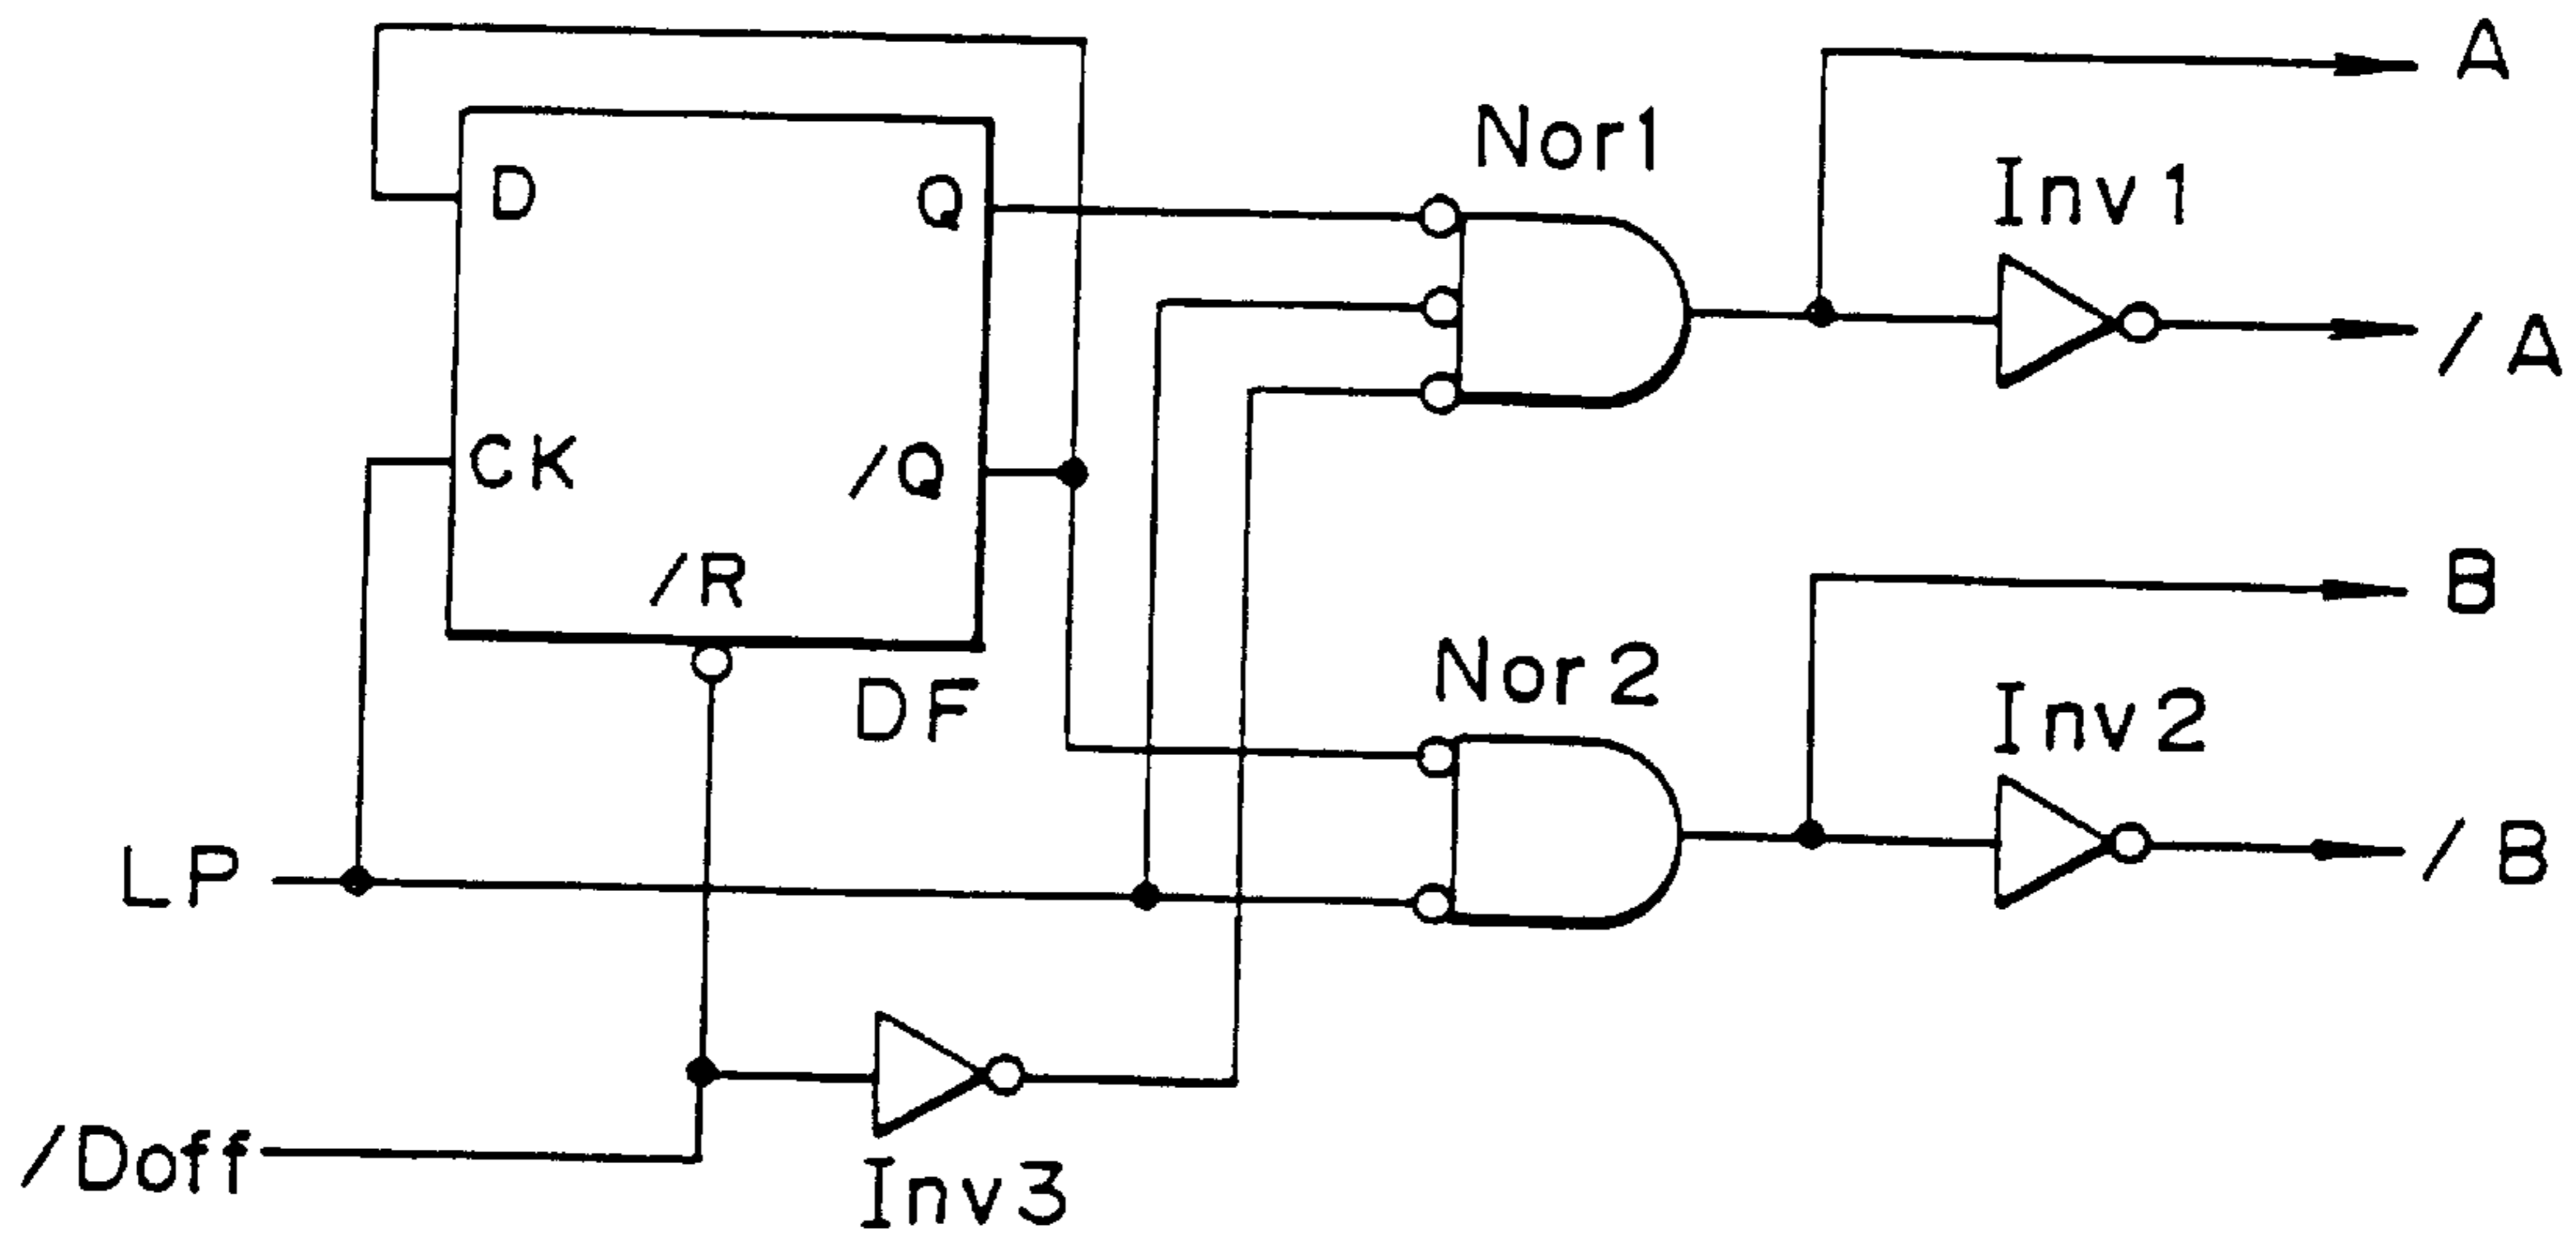 A
Nor1
Inv1
D
Q
/A
CK
/Q
/R
B
DF
Nor2
Inv2
LP
/B
/Doff
Inv3